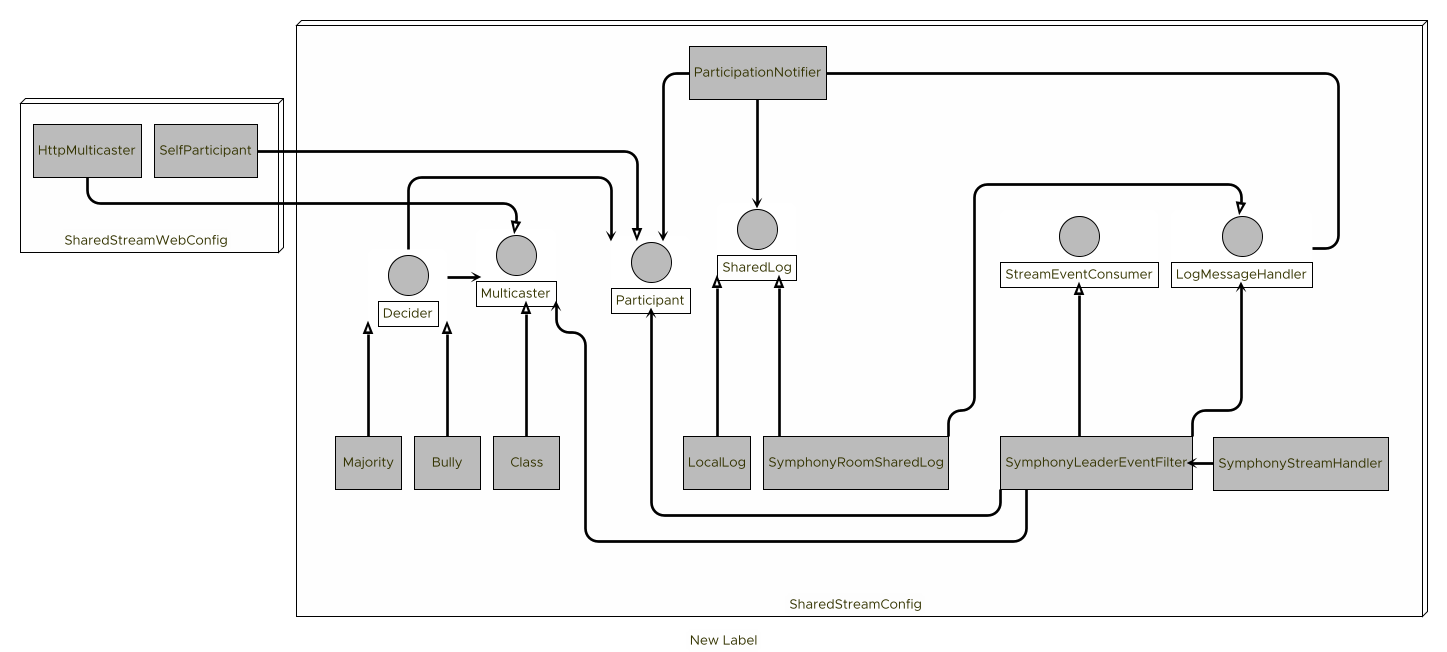 ParticipationNotifier
HttpMulticaster
SelfParticipant
SharedStreamWebConfig
SharedLog
StreamEventConsumer
LogMessageHandler
Multicaster
Participant
Decider
Majority
Bully
Class
LocalLog
SymphonyRoomSharedLog
SymphonyLeaderEventFilter
SymphonyStreamHandler
SharedStreamConfig
New Label